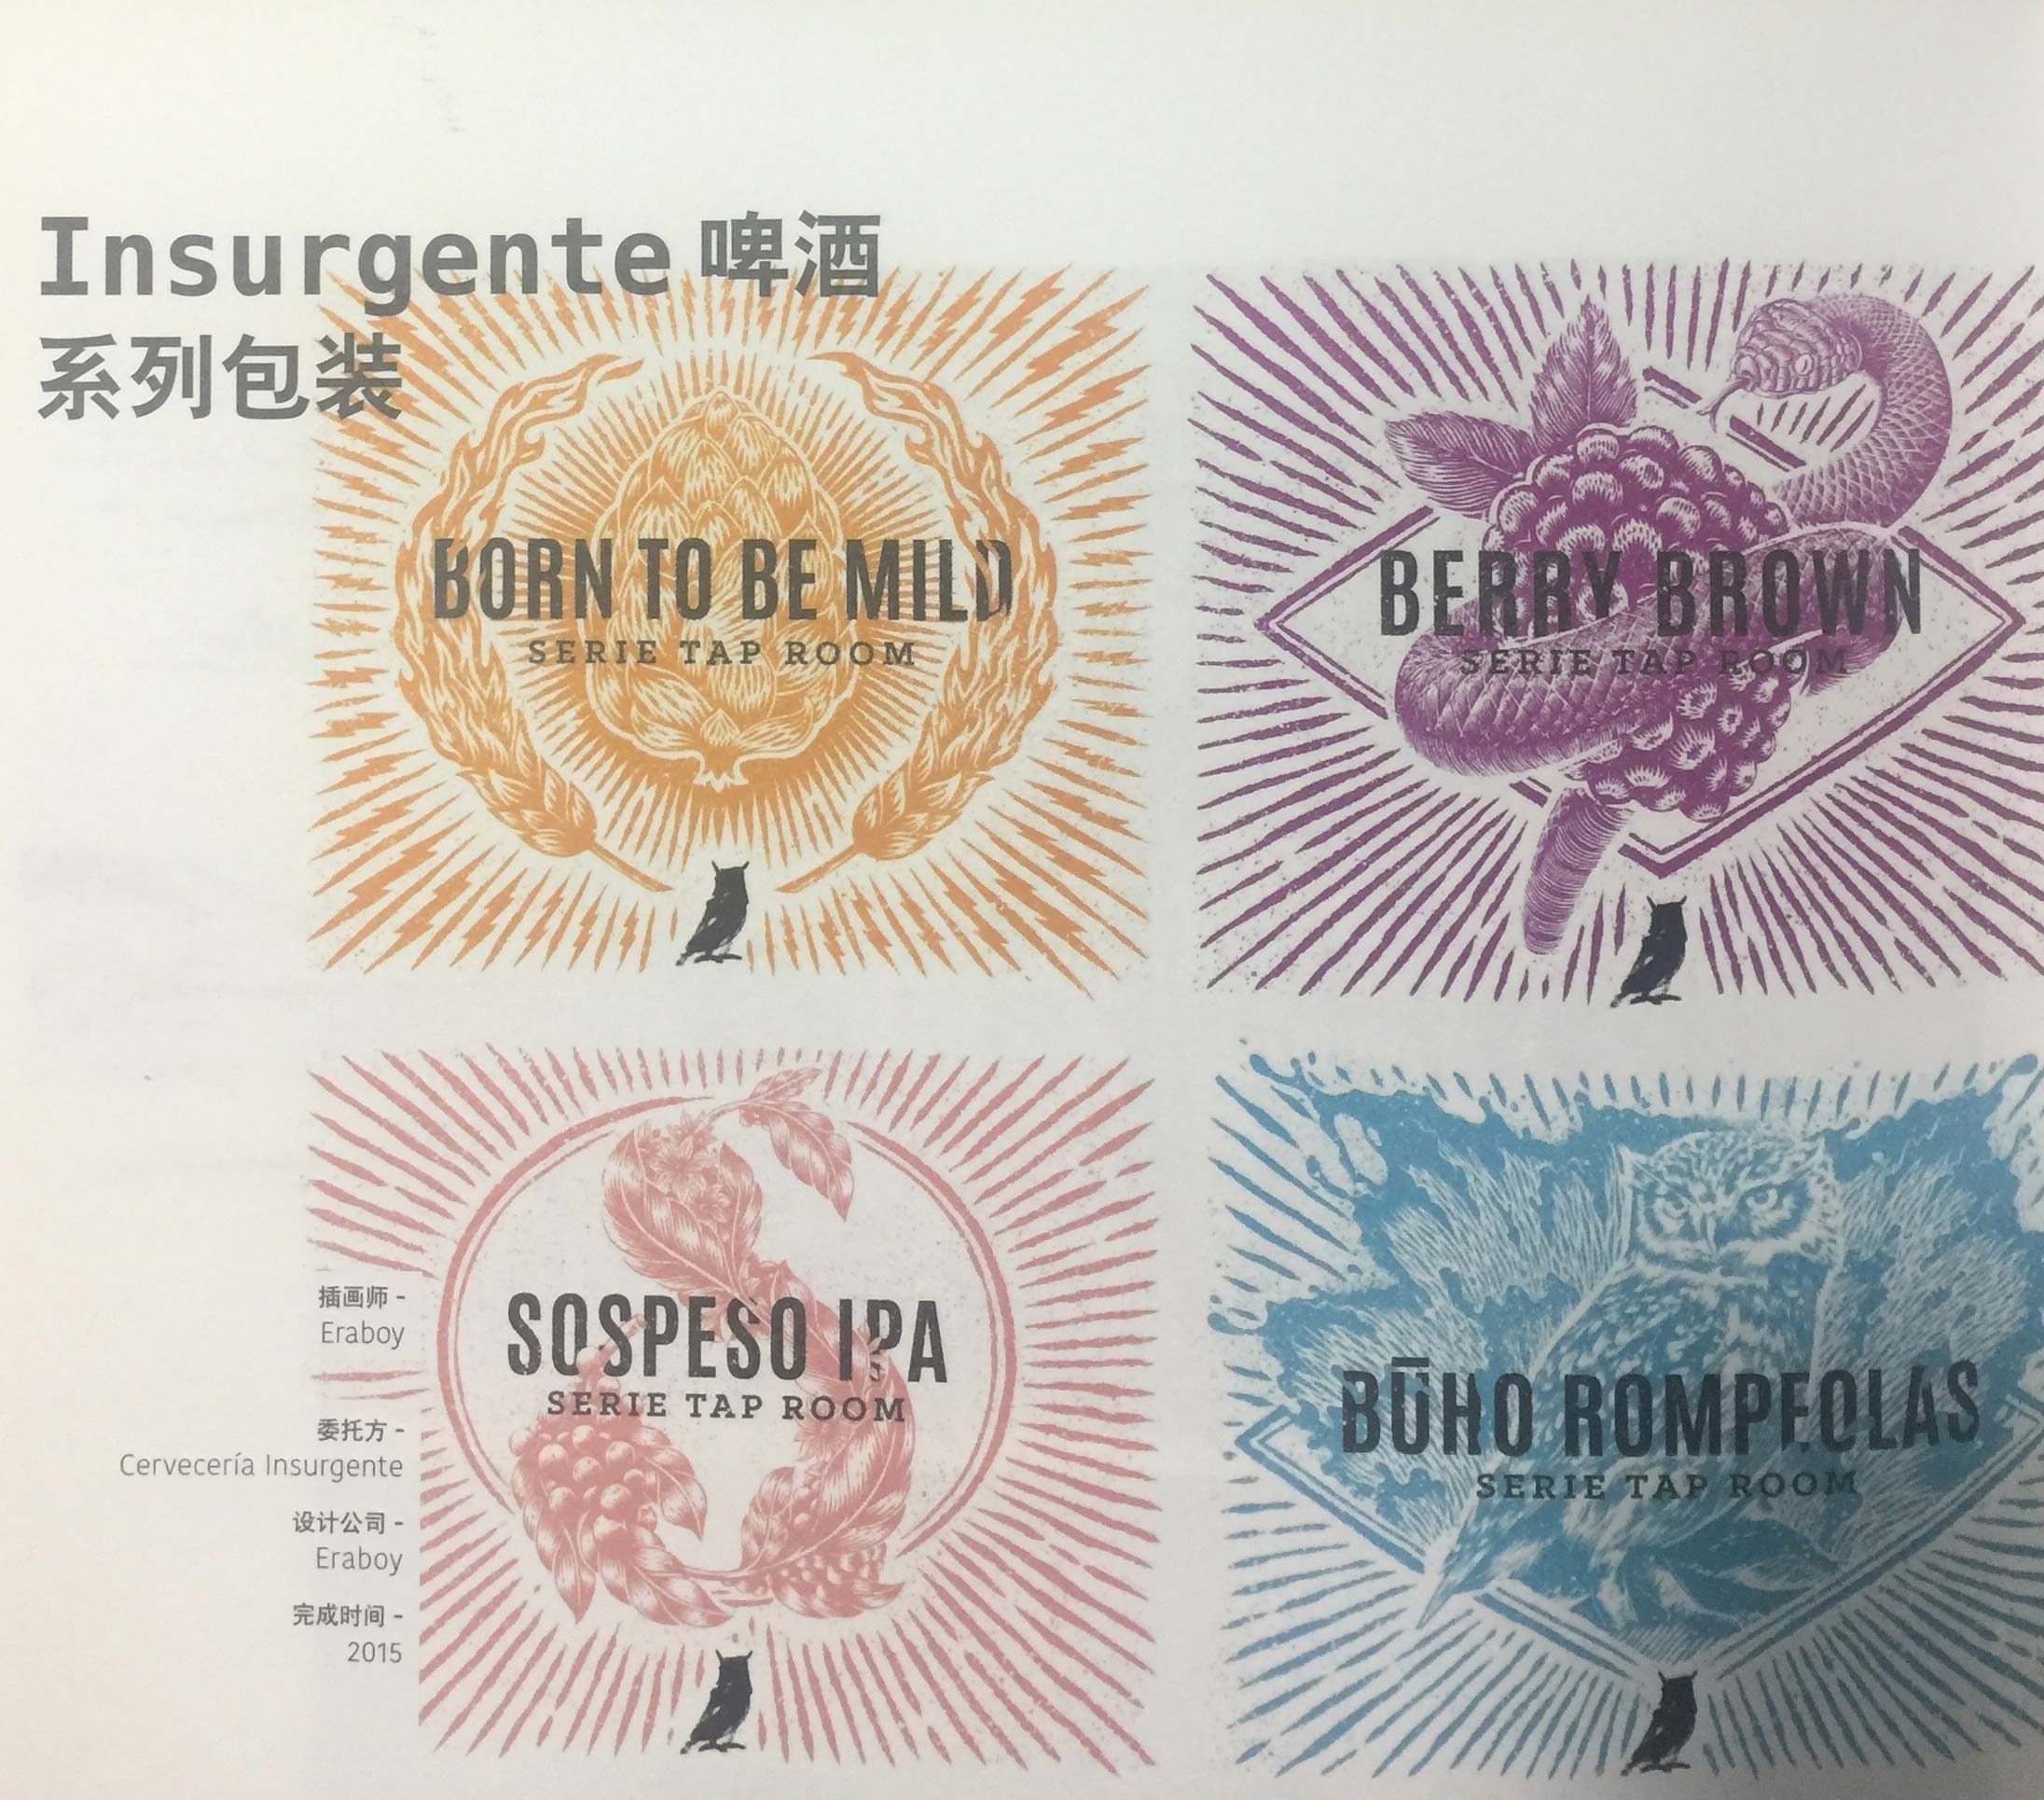 Insurgente 啤酒
系列包装
BORN TO BE MILD
SERIE TAP ROOM
BERRY BROWN
SERIE TAP ROOM
SOSPESO IPA
SERIE TAP ROOM
BŪHO ROMPEOLAS
SERIE TAP ROOM
插画师 -
Eraboy
委托方 -
Cervecería Insurgente
设计公司 -
Eraboy
完成时间 -
2015